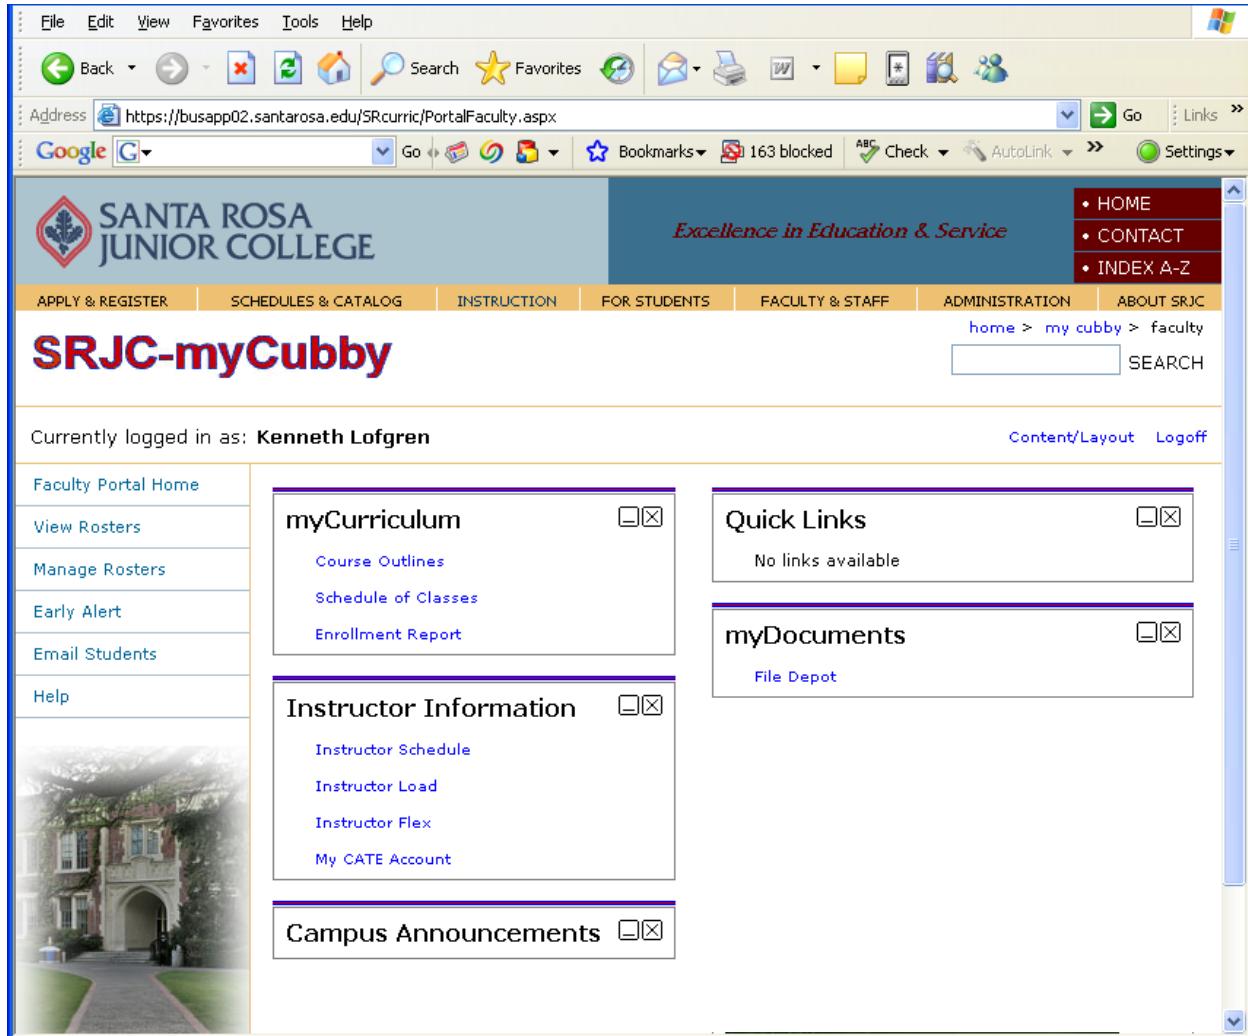 File Edit View Favorites Tools Help
Back Search Favorites W
Address https://busapp02.santarosa.edu/SRcurric/PortalFaculty.aspx Go Links »
Google G Go Bookmarks 163 blocked ABC Check AutoLink » Settings
SANTA ROSA
JUNIOR COLLEGE
Excellence in Education & Service
• HOME
• CONTACT
• INDEX A-Z
APPLY & REGISTER SCHEDULES & CATALOG INSTRUCTION FOR STUDENTS FACULTY & STAFF ADMINISTRATION ABOUT SRJC
home > my cubby > faculty
SRJC-myCubby
SEARCH
Currently logged in as: Kenneth Lofgren Content/Layout Logoff
Faculty Portal Home
View Rosters
Manage Rosters
Early Alert
Email Students
Help
myCurriculum
Course Outlines
Schedule of Classes
Enrollment Report
Instructor Information
Instructor Schedule
Instructor Load
Instructor Flex
My CATE Account
Campus Announcements
Quick Links
No links available
myDocuments
File Depot